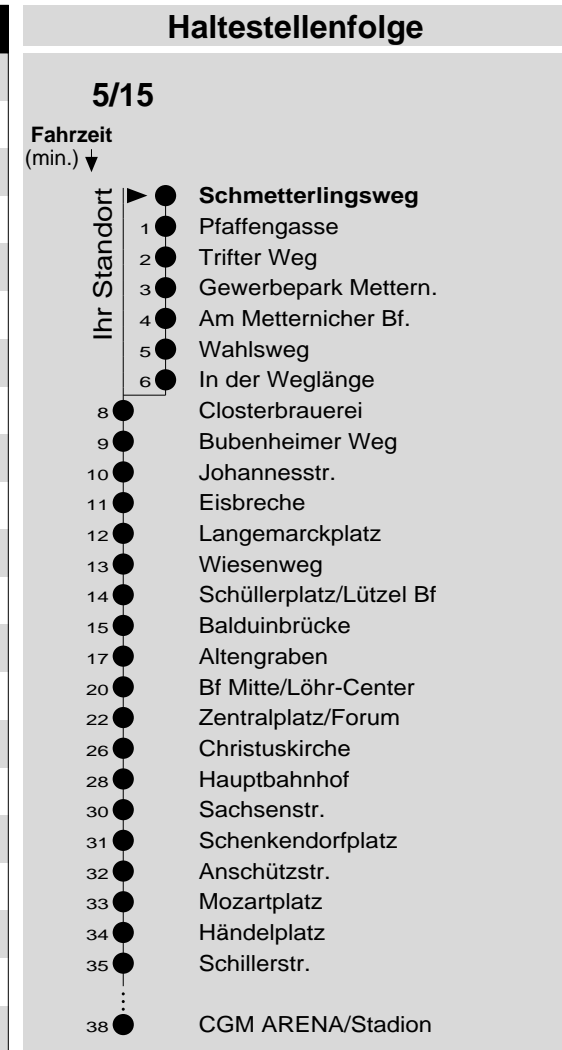 Haltestellenfolge
5/15
Fahrzeit
(min.)
Ihr Standort
Schmetterlingsweg
1 Pfaffengasse
2 Trifter Weg
3 Gewerbepark Mettern.
4 Am Metternicher Bf.
5 Wahlsweg
6 In der Weglänge
8 Closterbrauerei
9 Bubenheimer Weg
10 Johannesstr.
11 Eisbreche
12 Langemarckplatz
13 Wiesenweg
14 Schüllerplatz/Lützel Bf
15 Balduinbrücke
17 Altengraben
20 Bf Mitte/Löhr-Center
22 Zentralplatz/Forum
26 Christuskirche
28 Hauptbahnhof
30 Sachsenstr.
31 Schenkendorfplatz
32 Anschützstr.
33 Mozartplatz
34 Händelplatz
35 Schillerstr.
38 CGM ARENA/Stadion